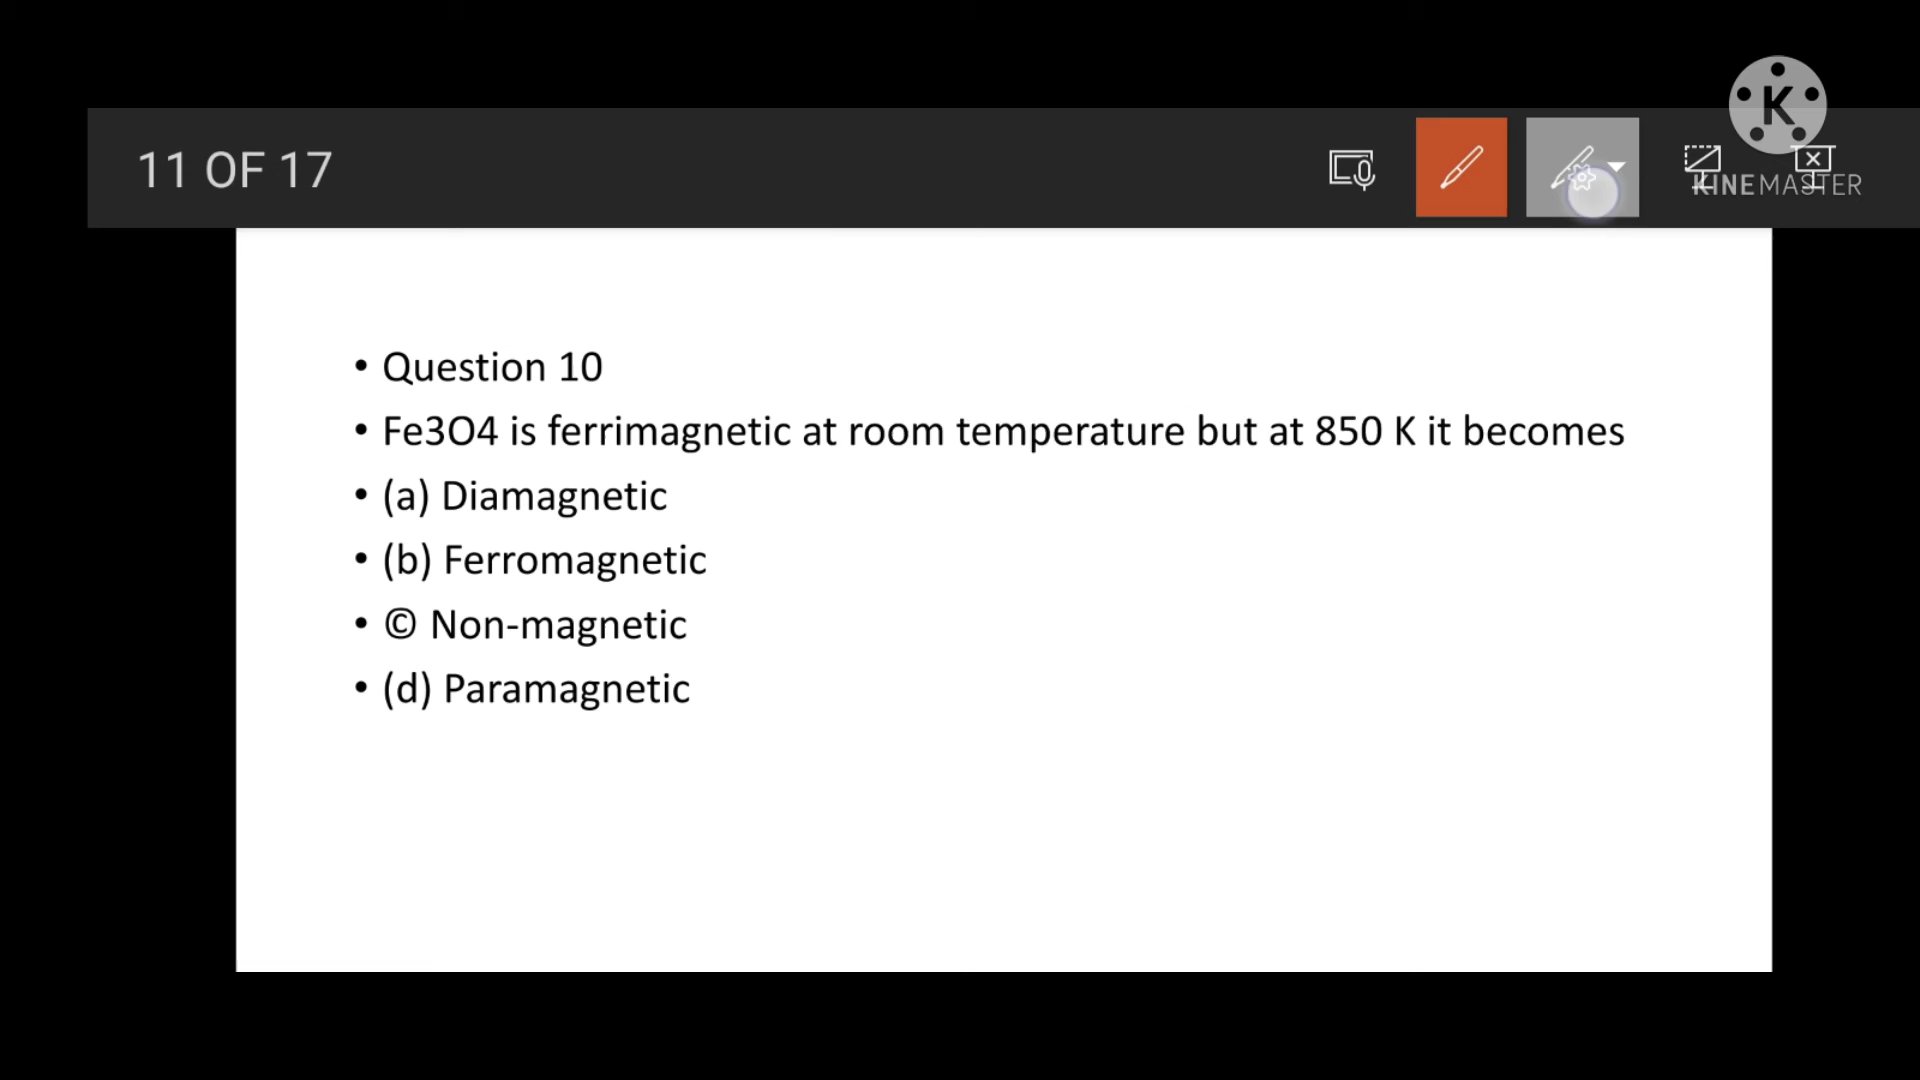 11 OF 17
K
KINEMASTER
• Question 10
• Fe3O4 is ferrimagnetic at room temperature but at 850 K it becomes
• (a) Diamagnetic
• (b) Ferromagnetic
• © Non-magnetic
• (d) Paramagnetic